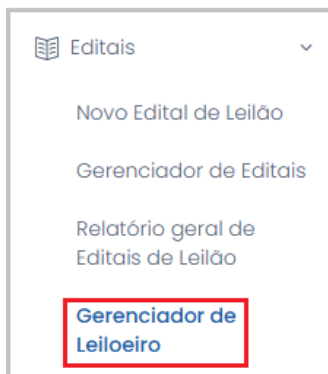 Editais
Novo Edital de Leilão
Gerenciador de Editais
Relatório geral de
Editais de Leilão
Gerenciador de
Leiloeiro